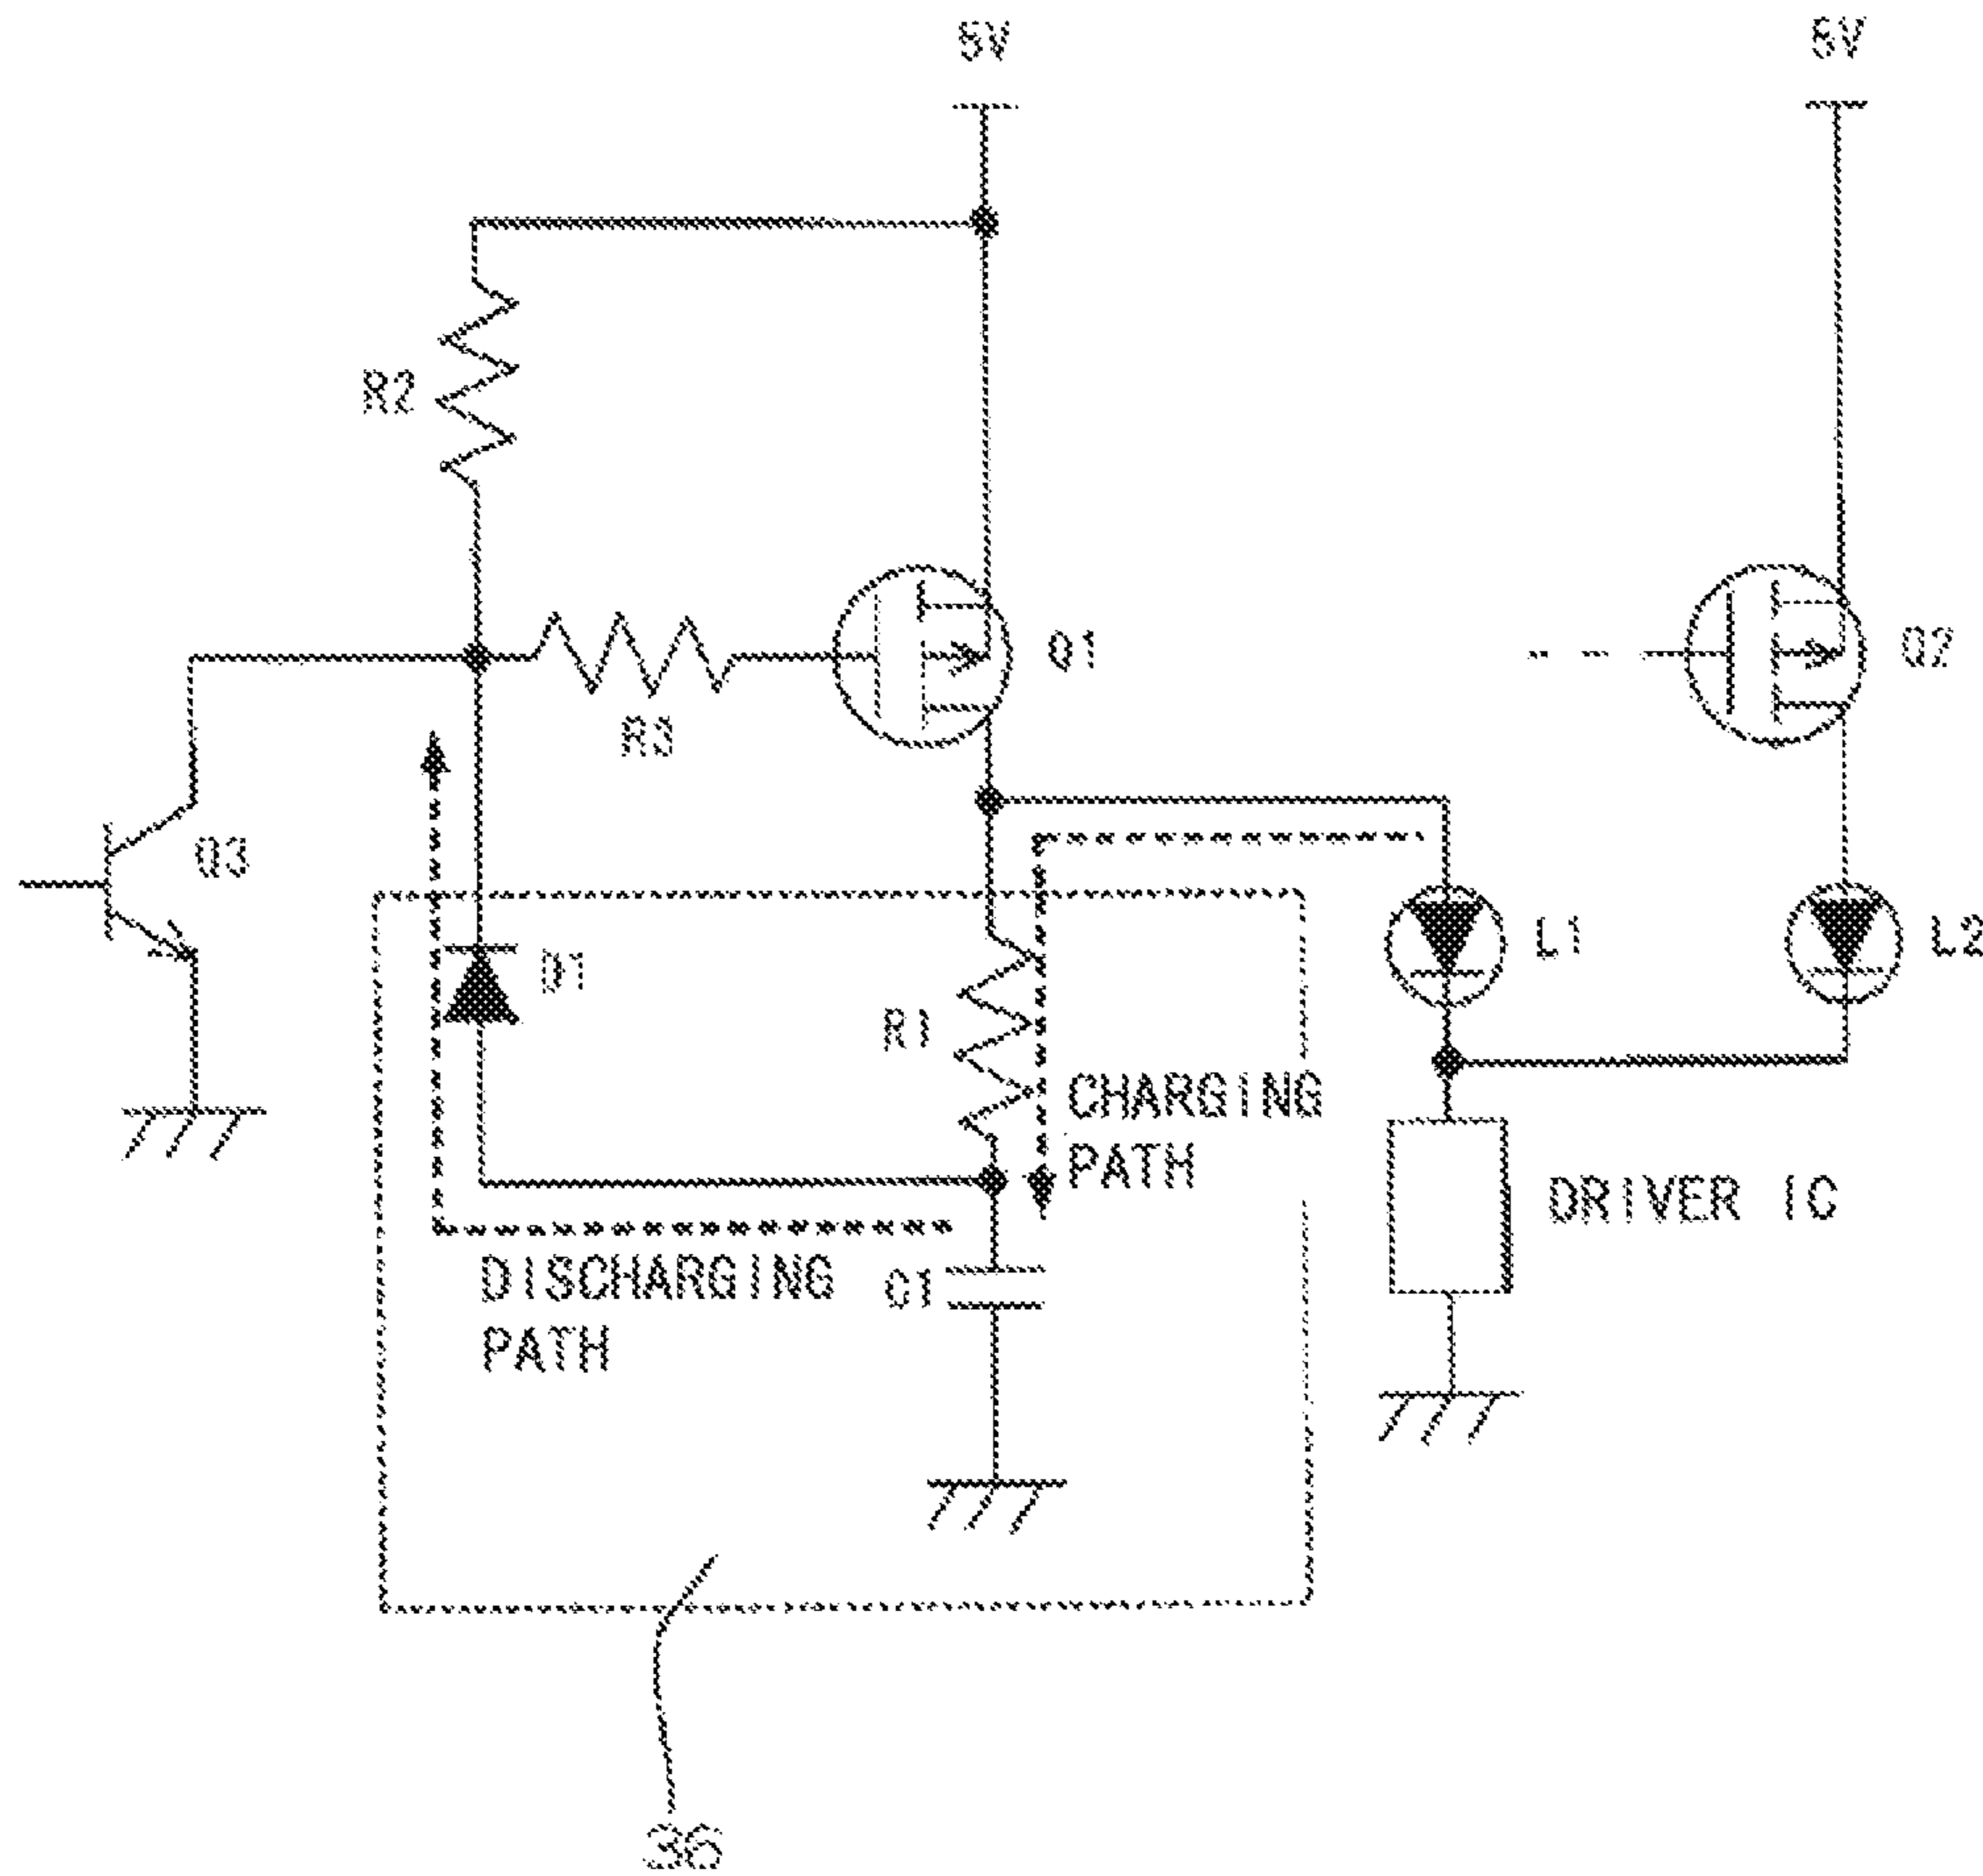 5V
5V
R2
Q1
Q2
R3
Q3
D1
L1
L2
R1
CHARGING
PATH
DRIVER IC
DISCHARGING
PATH
C1
36